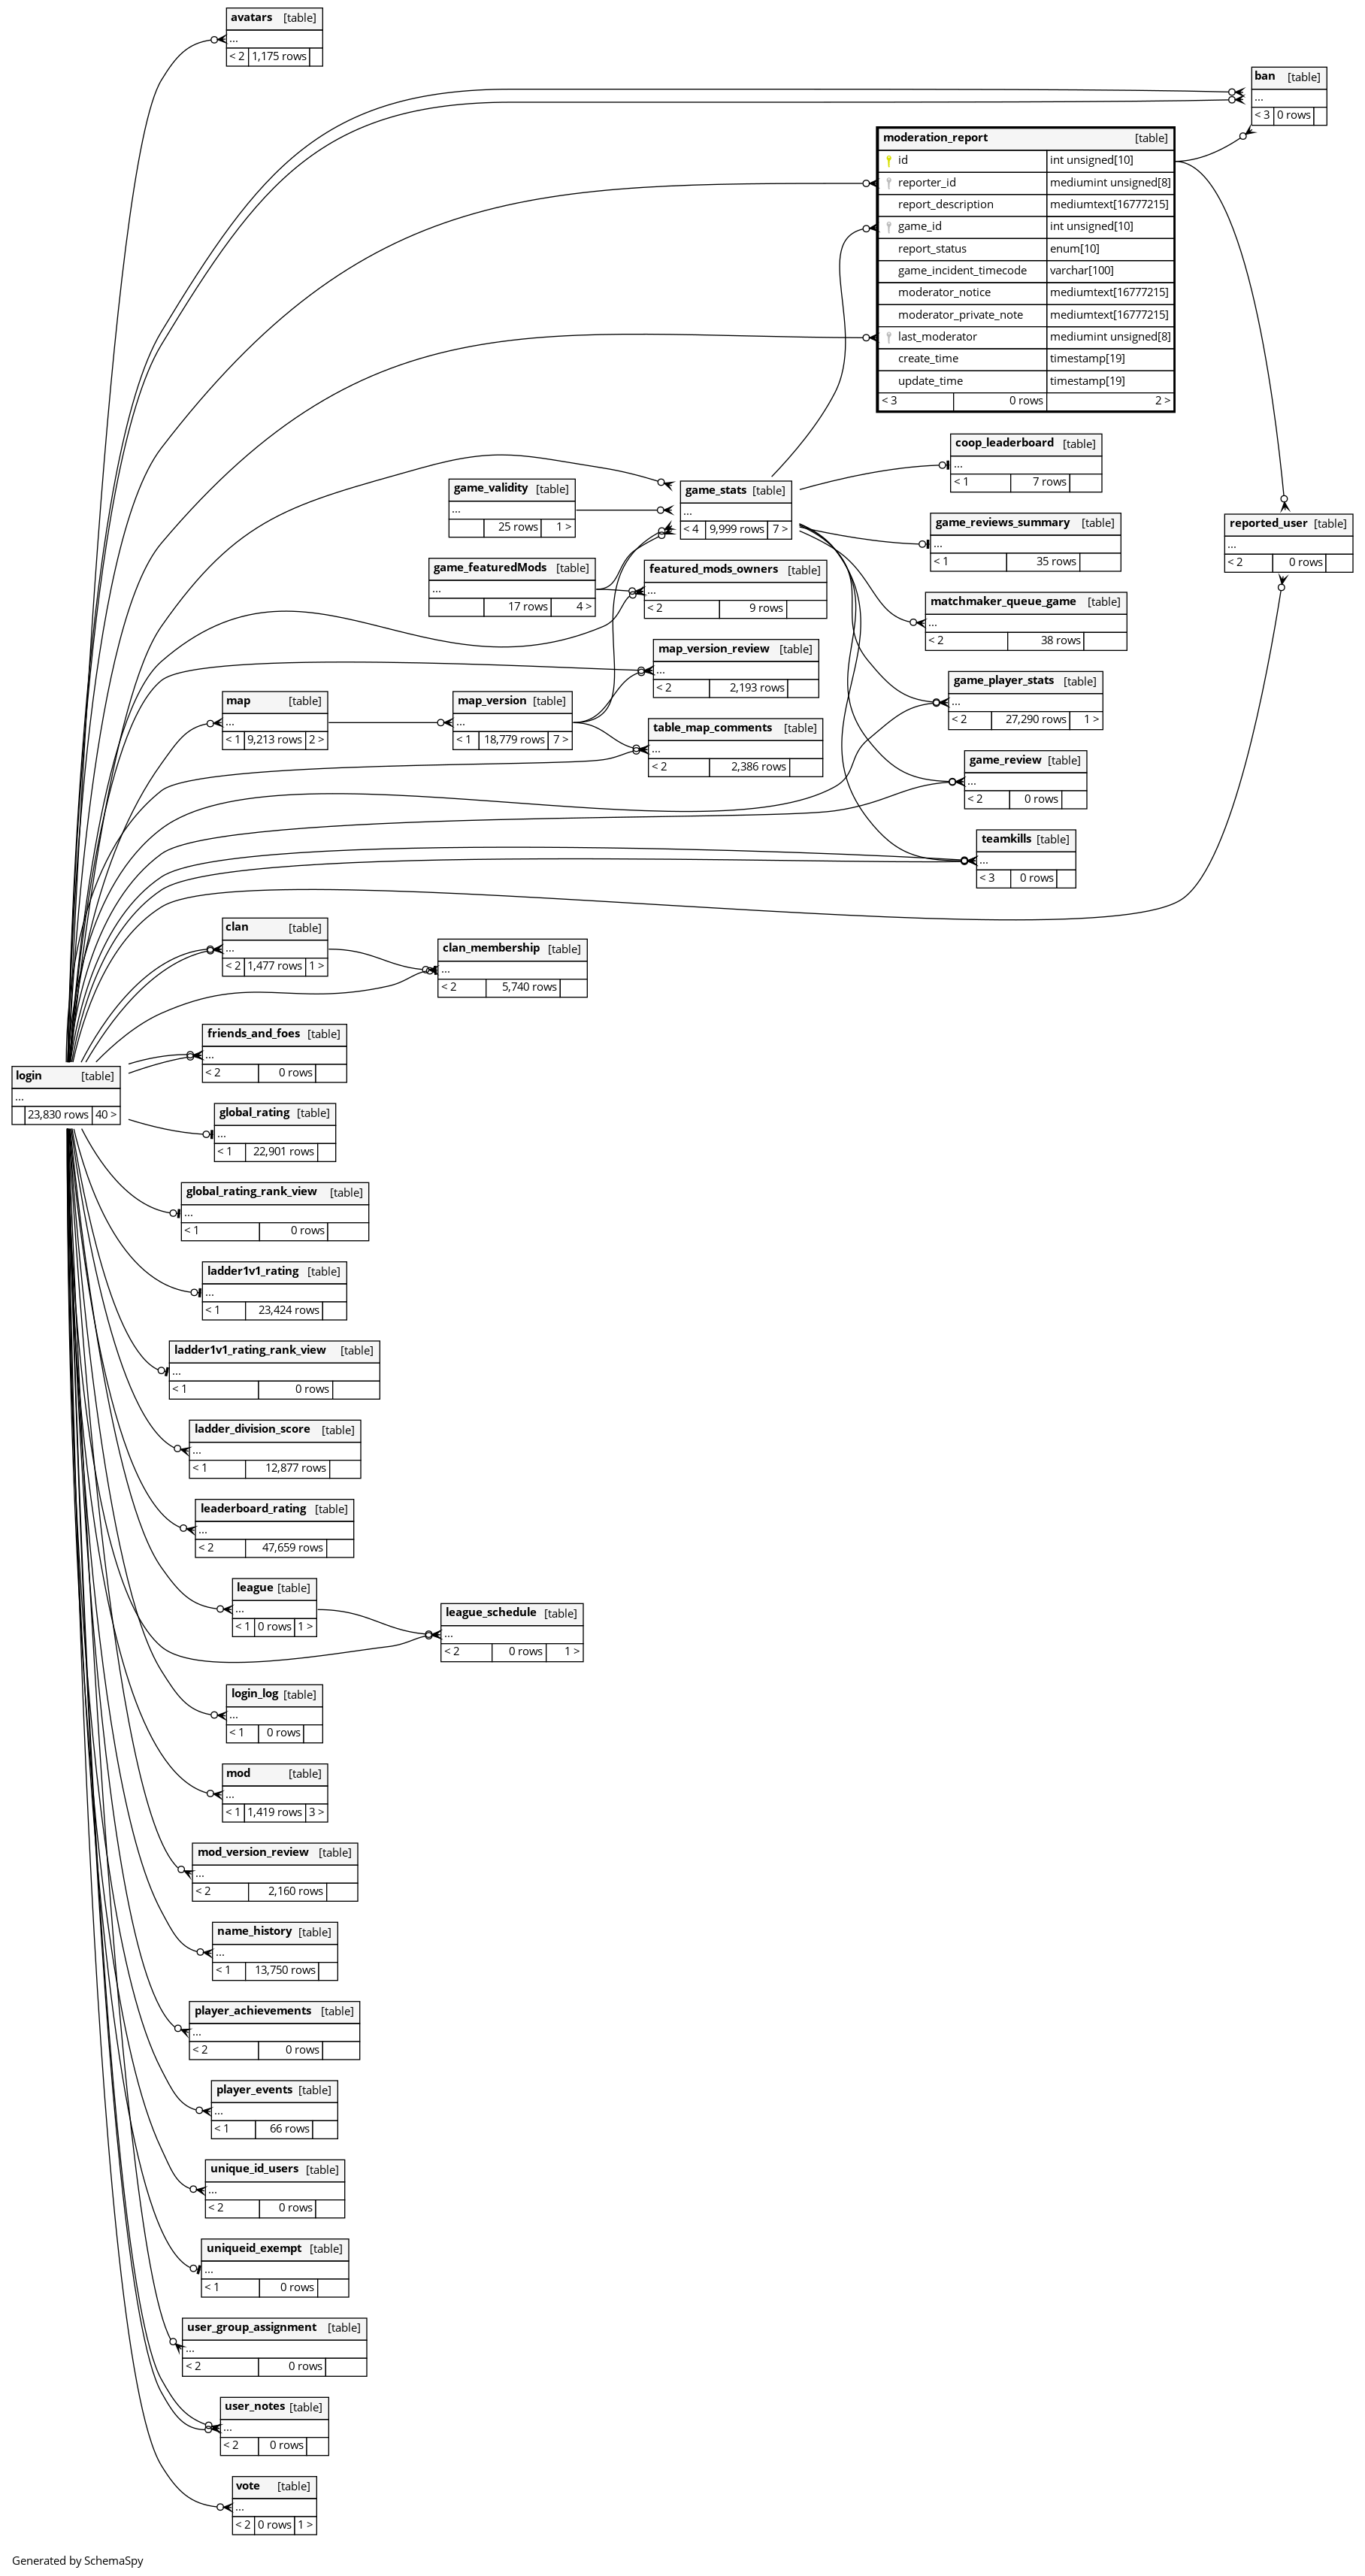 avatars [table]
...
< 2 1,175 rows
ban [table]
...
< 3 0 rows
moderation_report [table]
id int unsigned[10]
reporter_id mediumint unsigned[8]
report_description mediumtext[16777215]
game_id int unsigned[10]
report_status enum[10]
game_incident_timecode varchar[100]
moderator_notice mediumtext[16777215]
moderator_private_note mediumtext[16777215]
last_moderator mediumint unsigned[8]
create_time timestamp[19]
update_time timestamp[19]
< 3 0 rows 2 >
coop_leaderboard [table]
...
< 1 7 rows
game_validity [table]
...
25 rows 1 >
game_stats [table]
...
< 4 9,999 rows 7 >
game_reviews_summary [table]
...
< 1 35 rows
reported_user [table]
...
< 2 0 rows
game_featuredMods [table]
...
17 rows 4 >
featured_mods_owners [table]
...
< 2 9 rows
matchmaker_queue_game [table]
...
< 2 38 rows
map_version_review [table]
...
< 2 2,193 rows
game_player_stats [table]
...
< 2 27,290 rows 1 >
map [table]
...
< 1 9,213 rows 2 >
map_version [table]
...
< 1 18,779 rows 7 >
table_map_comments [table]
...
< 2 2,386 rows
game_review [table]
...
< 2 0 rows
teamkills [table]
...
< 3 0 rows
clan [table]
...
< 2 1,477 rows 1 >
clan_membership [table]
...
< 2 5,740 rows
friends_and_foes [table]
...
< 2 0 rows
login [table]
...
23,830 rows 40 >
global_rating [table]
...
< 1 22,901 rows
global_rating_rank_view [table]
...
< 1 0 rows
ladder1v1_rating [table]
...
< 1 23,424 rows
ladder1v1_rating_rank_view [table]
...
< 1 0 rows
ladder_division_score [table]
...
< 1 12,877 rows
leaderboard_rating [table]
...
< 2 47,659 rows
league [table]
...
< 1 0 rows 1 >
league_schedule [table]
...
< 2 0 rows 1 >
login_log [table]
...
< 1 0 rows
mod [table]
...
< 1 1,419 rows 3 >
mod_version_review [table]
...
< 2 2,160 rows
name_history [table]
...
< 1 13,750 rows
player_achievements [table]
...
< 2 0 rows
player_events [table]
...
< 1 66 rows
unique_id_users [table]
...
< 2 0 rows
uniqueid_exempt [table]
...
< 1 0 rows
user_group_assignment [table]
...
< 2 0 rows
user_notes [table]
...
< 2 0 rows
vote [table]
...
< 2 0 rows 1 >
Generated by SchemaSpy